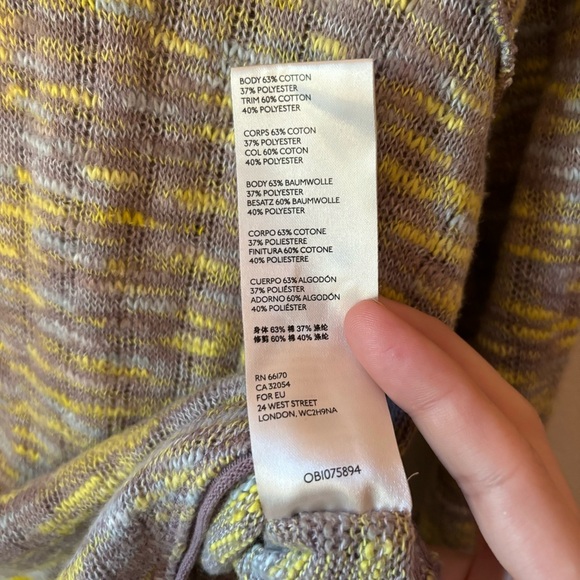 BODY 63% COTTON
37% POLYESTER
TRIM 60% COTTON
40% POLYESTER
CORPS 63% COTON
37% POLYESTER
COL 60% COTON
40% POLYESTER
BODY 63% BAUMWOLLE
37% POLYESTER
BESATZ 60% BAUMWOLLE
40% POLYESTER
CORPO 63% COTONE
37% POLIESTERE
FINITURA 60% COTONE
40% POLIESTERE
CUERPO 63% ALGODÓN
37% POLIÉSTER
ADORNO 60% ALGODÓN
40% POLIÉSTER
身体 63% 棉 37% 涤纶
修剪 60% 棉 40% 涤纶
RN 66170
CA 32054
FOR EU
24 WEST STREET
LONDON, WC2H9NA
OB1075894